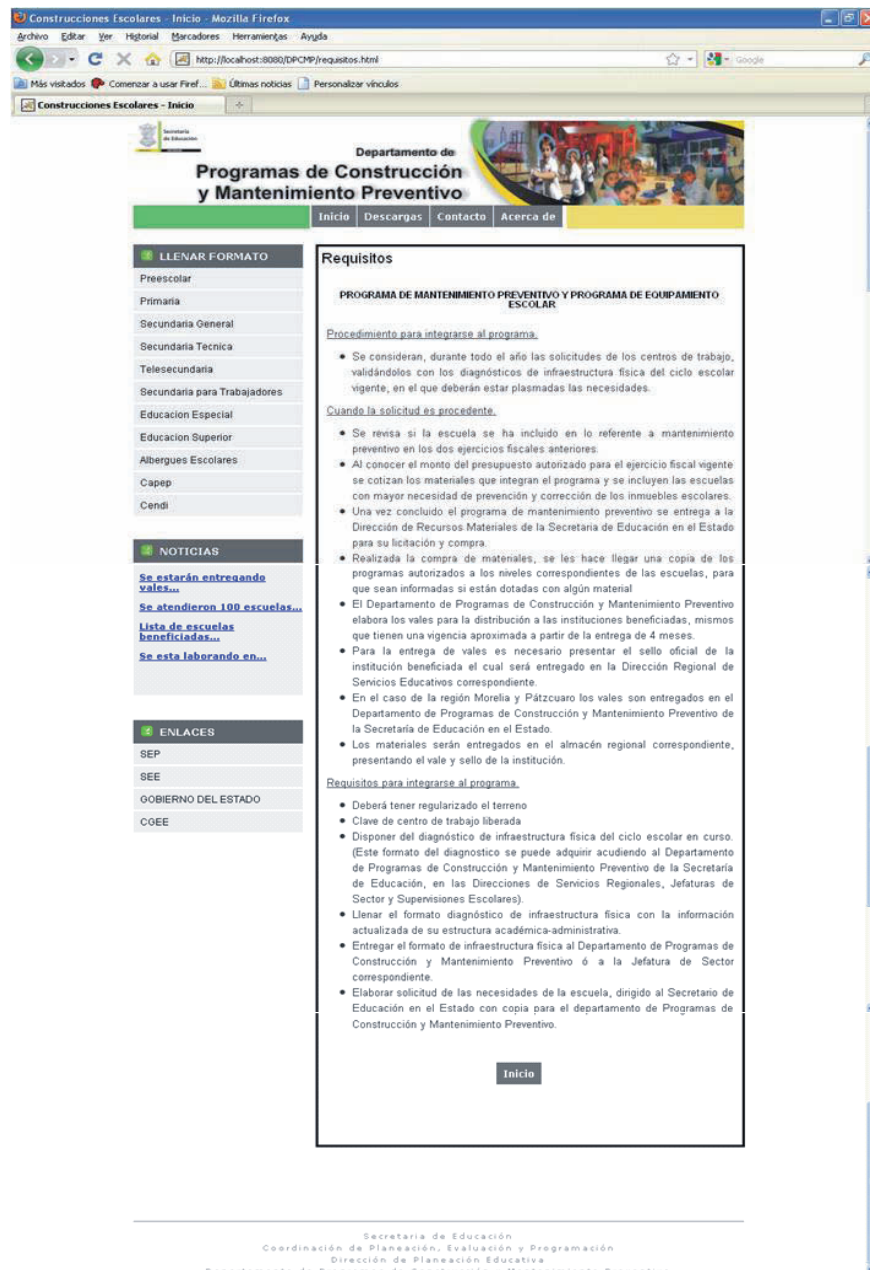 Construcciones Escolares - Inicio - Mozilla Firefox
Archivo Editar Ver Historial Marcadores Herramientas Ayuda
http://localhost:8080/DPCMP/requisitos.html
Google
Más visitados Comenzar a usar Firef... Últimas noticias Personalizar vínculos
Construcciones Escolares - Inicio
Secretaría
de Educación
Departamento de
Programas de Construcción
y Mantenimiento Preventivo
Inicio Descargas Contacto Acerca de
LLENAR FORMATO
Preescolar
Primaria
Secundaria General
Secundaria Tecnica
Telesecundaria
Secundaria para Trabajadores
Educacion Especial
Educacion Superior
Albergues Escolares
Capep
Cendi
NOTICIAS
Se estarán entregando
vales...
Se atendieron 100 escuelas...
Lista de escuelas
beneficiadas...
Se esta laborando en...
ENLACES
SEP
SEE
GOBIERNO DEL ESTADO
CGEE
Requisitos
PROGRAMA DE MANTENIMIENTO PREVENTIVO Y PROGRAMA DE EQUIPAMIENTO
ESCOLAR
Procedimiento para integrarse al programa.
Se consideran, durante todo el año las solicitudes de los centros de trabajo,
validándolos con los diagnósticos de infraestructura física del ciclo escolar
vigente, en el que deberán estar plasmadas las necesidades.
Cuando la solicitud es procedente.
Se revisa si la escuela se ha incluido en lo referente a mantenimiento
preventivo en los dos ejercicios fiscales anteriores.
Al conocer el monto del presupuesto autorizado para el ejercicio fiscal vigente
se cotizan los materiales que integran el programa y se incluyen las escuelas
con mayor necesidad de prevención y corrección de los inmuebles escolares.
Una vez concluido el programa de mantenimiento preventivo se entrega a la
Dirección de Recursos Materiales de la Secretaria de Educación en el Estado
para su licitación y compra.
Realizada la compra de materiales, se les hace llegar una copia de los
programas autorizados a los niveles correspondientes de las escuelas, para
que sean informadas si están dotadas con algún material
El Departamento de Programas de Construcción y Mantenimiento Preventivo
elabora los vales para la distribución a las instituciones beneficiadas, mismos
que tienen una vigencia aproximada a partir de la entrega de 4 meses.
Para la entrega de vales es necesario presentar el sello oficial de la
institución beneficiada el cual será entregado en la Dirección Regional de
Servicios Educativos correspondiente.
En el caso de la región Morelia y Pátzcuaro los vales son entregados en el
Departamento de Programas de Construcción y Mantenimiento Preventivo de
la Secretaría de Educación en el Estado.
Los materiales serán entregados en el almacén regional correspondiente,
presentando el vale y sello de la institución.
Requisitos para integrarse al programa.
Deberá tener regularizado el terreno
Clave de centro de trabajo liberada
Disponer del diagnóstico de infraestructura física del ciclo escolar en curso.
(Este formato del diagnostico se puede adquirir acudiendo al Departamento
de Programas de Construcción y Mantenimiento Preventivo de la Secretaría
de Educación, en las Direcciones de Servicios Regionales, Jefaturas de
Sector y Supervisiones Escolares).
Llenar el formato diagnóstico de infraestructura física con la información
actualizada de su estructura académica-administrativa.
Entregar el formato de infraestructura física al Departamento de Programas de
Construcción y Mantenimiento Preventivo ó a la Jefatura de Sector
correspondiente.
Elaborar solicitud de las necesidades de la escuela, dirigido al Secretario de
Educación en el Estado con copia para el departamento de Programas de
Construcción y Mantenimiento Preventivo.
Inicio
Secretaria de Educación
Coordinación de Planeación, Evaluación y Programación
Dirección de Planeación Educativa